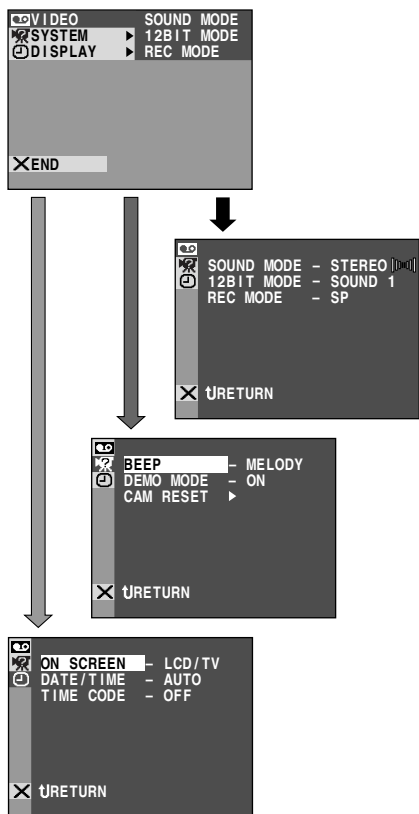 VIDEO SOUND MODE
SYSTEM ▶ 12BIT MODE
DISPLAY ▶ REC MODE
END
SOUND MODE – STEREO
12BIT MODE – SOUND 1
REC MODE – SP
RETURN
BEEP – MELODY
DEMO MODE – ON
CAM RESET ▶
RETURN
ON SCREEN – LCD/TV
DATE/TIME – AUTO
TIME CODE – OFF
RETURN